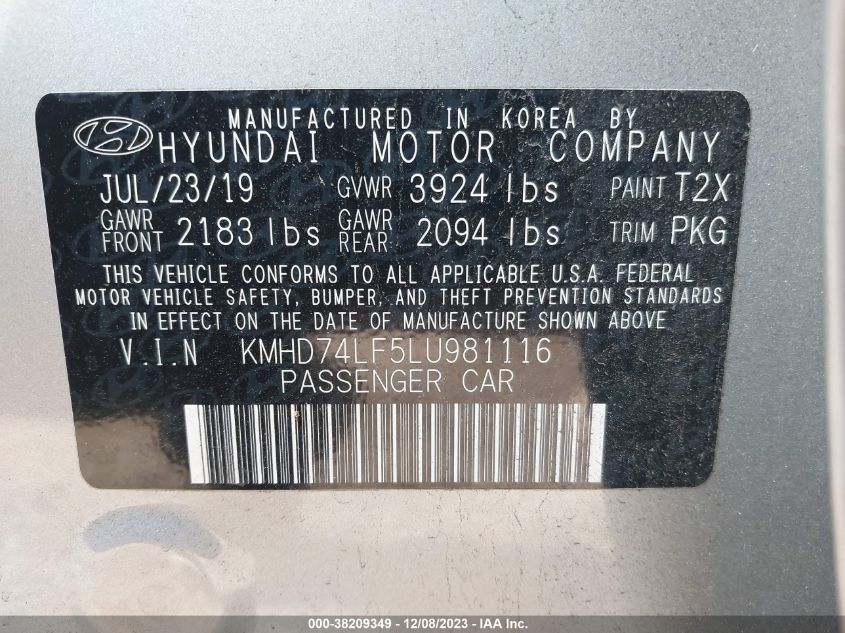 MANUFACTURED IN KOREA BY
HYUNDAI MOTOR COMPANY
JUL/23/19 GVWR 3924 lbs PAINT T2X
GAWR FRONT 2183 lbs GAWR REAR 2094 lbs TRIM PKG
THIS VEHICLE CONFORMS TO ALL APPLICABLE U.S.A. FEDERAL
MOTOR VEHICLE SAFETY, BUMPER, AND THEFT PREVENTION STANDARDS
IN EFFECT ON THE DATE OF MANUFACTURE SHOWN ABOVE
V.I.N KMHD74LF5LU981116
PASSENGER CAR
000-38209349 - 12/08/2023 - IAA Inc.